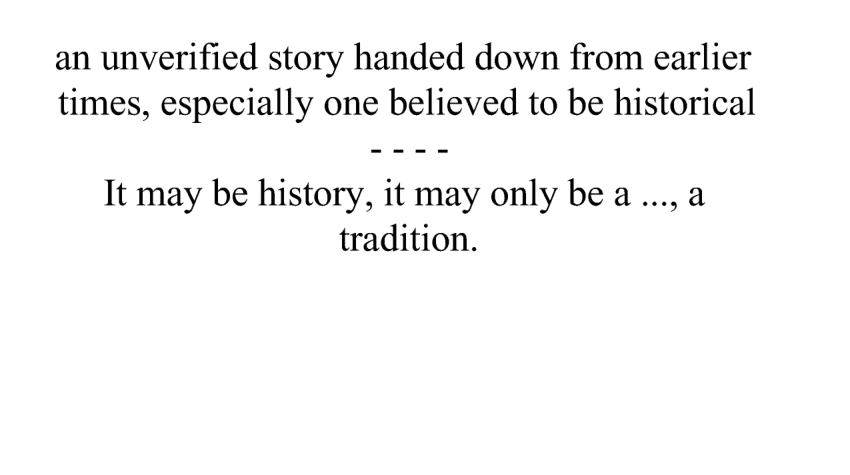 an unverified story handed down from earlier
times, especially one believed to be historical
- - - -
It may be history, it may only be a ..., a
tradition.